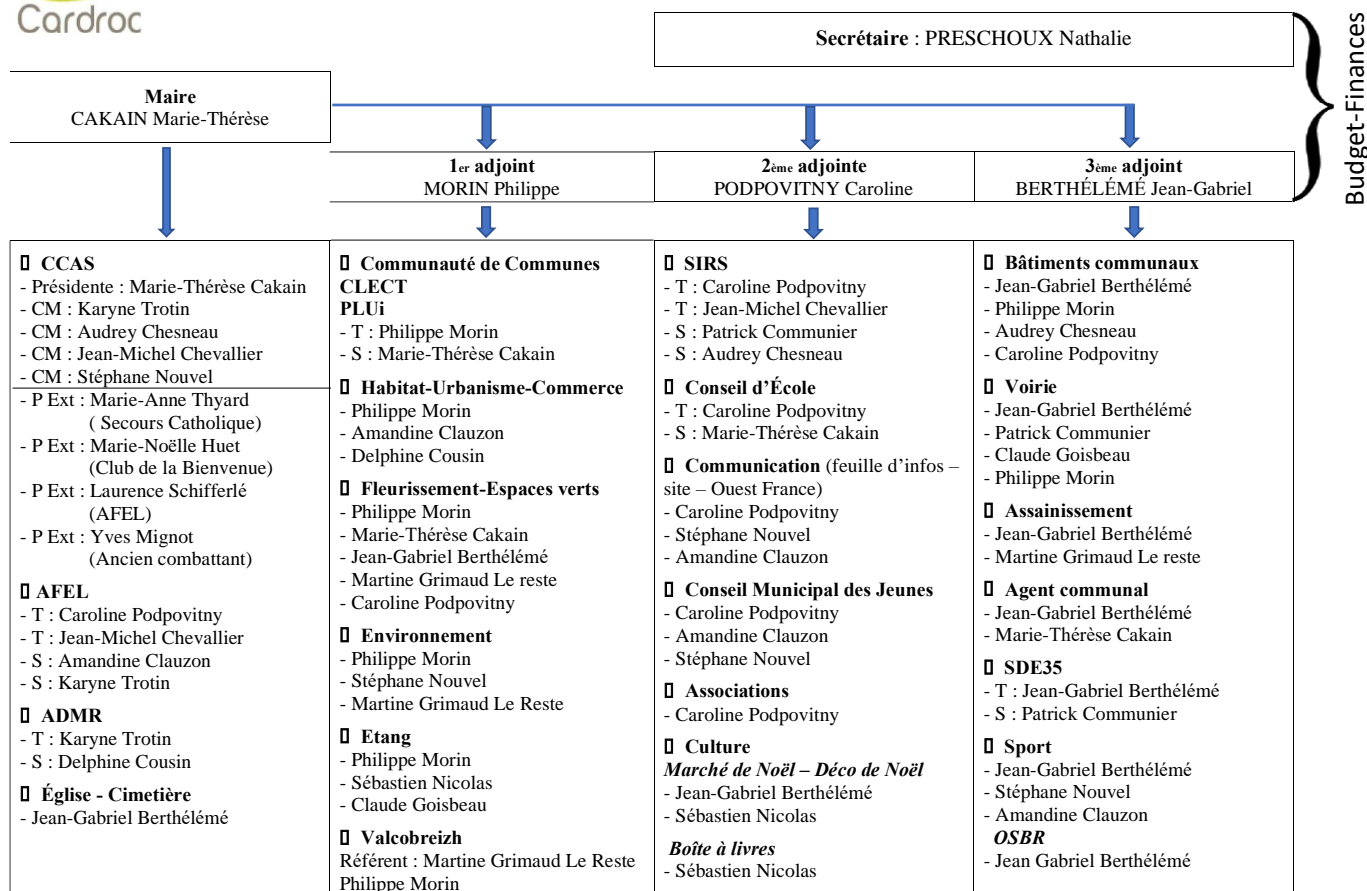 Cardroc
Secrétaire : PRESCHOUX Nathalie
Budget-Finances
Maire
CAKAIN Marie-Thérèse
1er adjoint
MORIN Philippe
2ème adjointe
PODPOVITNY Caroline
3ème adjoint
BERTHÉLÉMÉ Jean-Gabriel
▯ CCAS
- Présidente : Marie-Thérèse Cakain
- CM : Karyne Trotin
- CM : Audrey Chesneau
- CM : Jean-Michel Chevallier
- CM : Stéphane Nouvel
- P Ext : Marie-Anne Thyard
( Secours Catholique)
- P Ext : Marie-Noëlle Huet
(Club de la Bienvenue)
- P Ext : Laurence Schifferlé
(AFEL)
- P Ext : Yves Mignot
(Ancien combattant)
▯ AFEL
- T : Caroline Podpovitny
- T : Jean-Michel Chevallier
- S : Amandine Clauzon
- S : Karyne Trotin
▯ ADMR
- T : Karyne Trotin
- S : Delphine Cousin
▯ Église - Cimetière
- Jean-Gabriel Berthélémé
▯ Communauté de Communes
CLECT
PLUi
- T : Philippe Morin
- S : Marie-Thérèse Cakain
▯ Habitat-Urbanisme-Commerce
- Philippe Morin
- Amandine Clauzon
- Delphine Cousin
▯ Fleurissement-Espaces verts
- Philippe Morin
- Marie-Thérèse Cakain
- Jean-Gabriel Berthélémé
- Martine Grimaud Le reste
- Caroline Podpovitny
▯ Environnement
- Philippe Morin
- Stéphane Nouvel
- Martine Grimaud Le Reste
▯ Etang
- Philippe Morin
- Sébastien Nicolas
- Claude Goisbeau
▯ Valcobreizh
Référent : Martine Grimaud Le Reste
Philippe Morin
▯ SIRS
- T : Caroline Podpovitny
- T : Jean-Michel Chevallier
- S : Patrick Communier
- S : Audrey Chesneau
▯ Conseil d’École
- T : Caroline Podpovitny
- S : Marie-Thérèse Cakain
▯ Communication (feuille d’infos –
site – Ouest France)
- Caroline Podpovitny
- Stéphane Nouvel
- Amandine Clauzon
▯ Conseil Municipal des Jeunes
- Caroline Podpovitny
- Amandine Clauzon
- Stéphane Nouvel
▯ Associations
- Caroline Podpovitny
▯ Culture
Marché de Noël – Déco de Noël
- Jean-Gabriel Berthélémé
- Sébastien Nicolas
Boîte à livres
- Sébastien Nicolas
▯ Bâtiments communaux
- Jean-Gabriel Berthélémé
- Philippe Morin
- Audrey Chesneau
- Caroline Podpovitny
▯ Voirie
- Jean-Gabriel Berthélémé
- Patrick Communier
- Claude Goisbeau
- Philippe Morin
▯ Assainissement
- Jean-Gabriel Berthélémé
- Martine Grimaud Le reste
▯ Agent communal
- Jean-Gabriel Berthélémé
- Marie-Thérèse Cakain
▯ SDE35
- T : Jean-Gabriel Berthélémé
- S : Patrick Communier
▯ Sport
- Jean-Gabriel Berthélémé
- Stéphane Nouvel
- Amandine Clauzon
OSBR
- Jean Gabriel Berthélémé